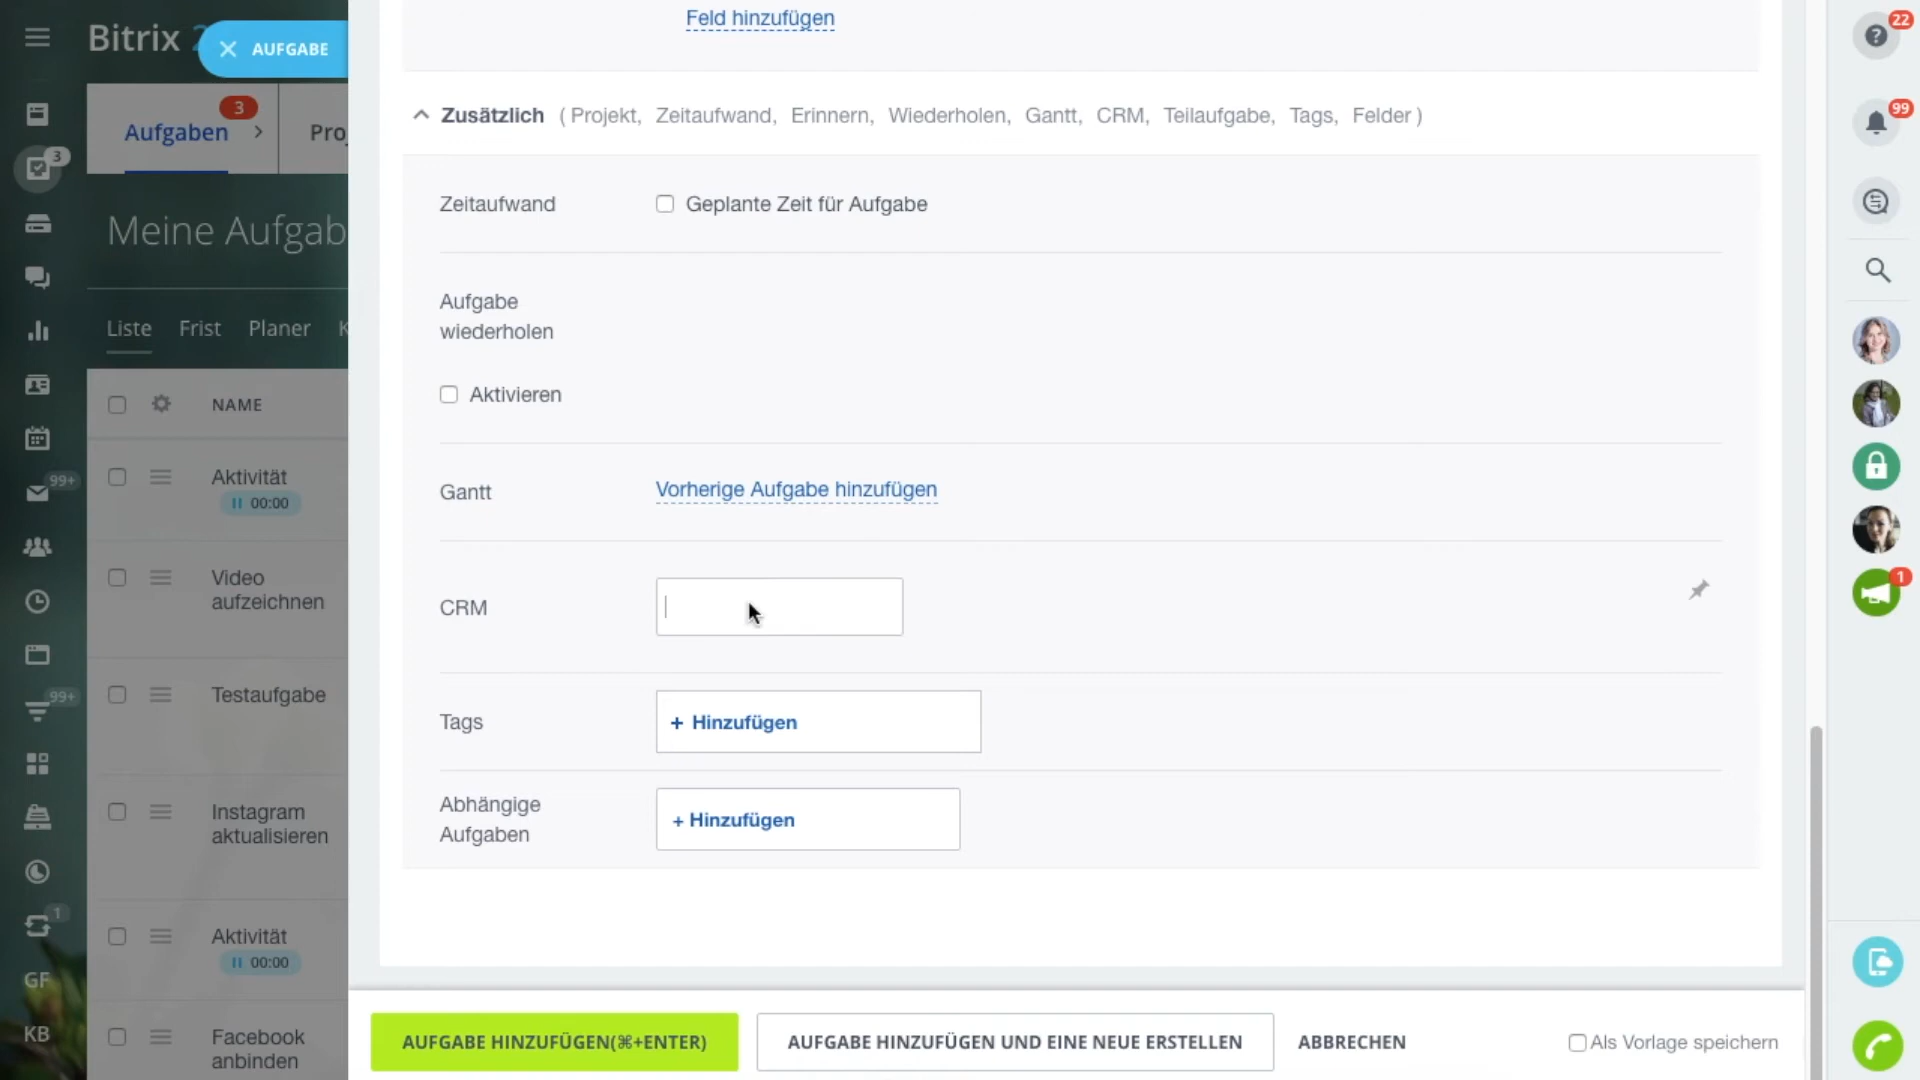 Feld hinzufügen
22
Bitrix 2
AUFGABE
99
3
Aufgaben
Zusätzlich ( Projekt, Zeitaufwand, Erinnern, Wiederholen, Gantt, CRM, Teilaufgabe, Tags, Felder )
3
Zeitaufwand
Geplante Zeit für Aufgabe
Meine Aufgab
Aufgabe
wiederholen
Liste Frist Planer K
Aktivieren
NAME
99+
Aktivität
00:00
Gantt
Vorherige Aufgabe hinzufügen
Video
aufzeichnen
CRM
1
99+
Testaufgabe
Tags
+ Hinzufügen
Instagram
aktualisieren
Abhängige
Aufgaben
+ Hinzufügen
1
Aktivität
00:00
GF
KB
Facebook
anbinden
AUFGABE HINZUFÜGEN(⌘+ENTER)
AUFGABE HINZUFÜGEN UND EINE NEUE ERSTELLEN
ABBRECHEN
Als Vorlage speichern